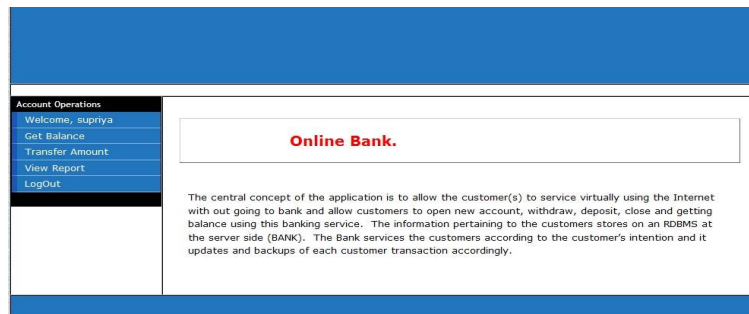 Account Operations
Welcome, supriya
Get Balance
Transfer Amount
View Report
LogOut
Online Bank.
The central concept of the application is to allow the customer(s) to service virtually using the Internet
with out going to bank and allow customers to open new account, withdraw, deposit, close and getting
balance using this banking service. The information pertaining to the customers stores on an RDBMS at
the server side (BANK). The Bank services the customers according to the customer's intention and it
updates and backups of each customer transaction accordingly.